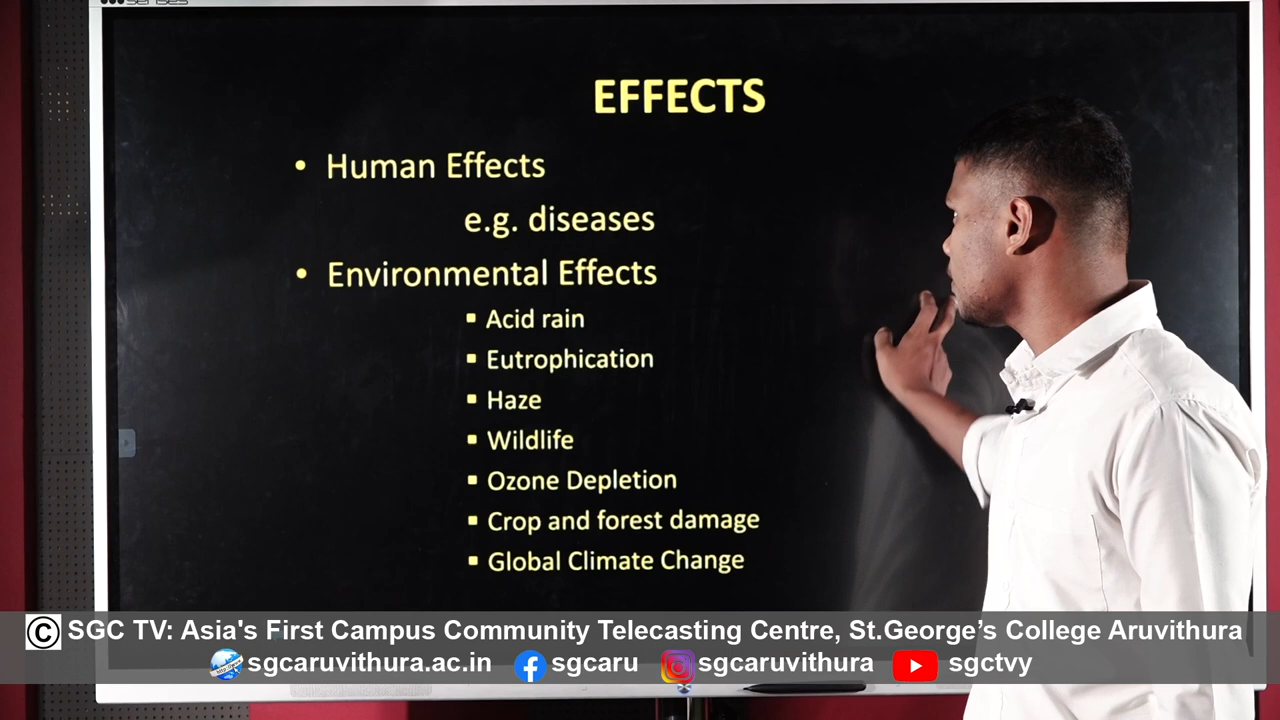 EFFECTS
• Human Effects
e.g. diseases
• Environmental Effects
▪ Acid rain
▪ Eutrophication
▪ Haze
▪ Wildlife
▪ Ozone Depletion
▪ Crop and forest damage
▪ Global Climate Change
© SGC TV: Asia's First Campus Community Telecasting Centre, St.George’s College Aruvithura
sgcaruvithura.ac.in sgcaru sgcaruvithura sgctvy